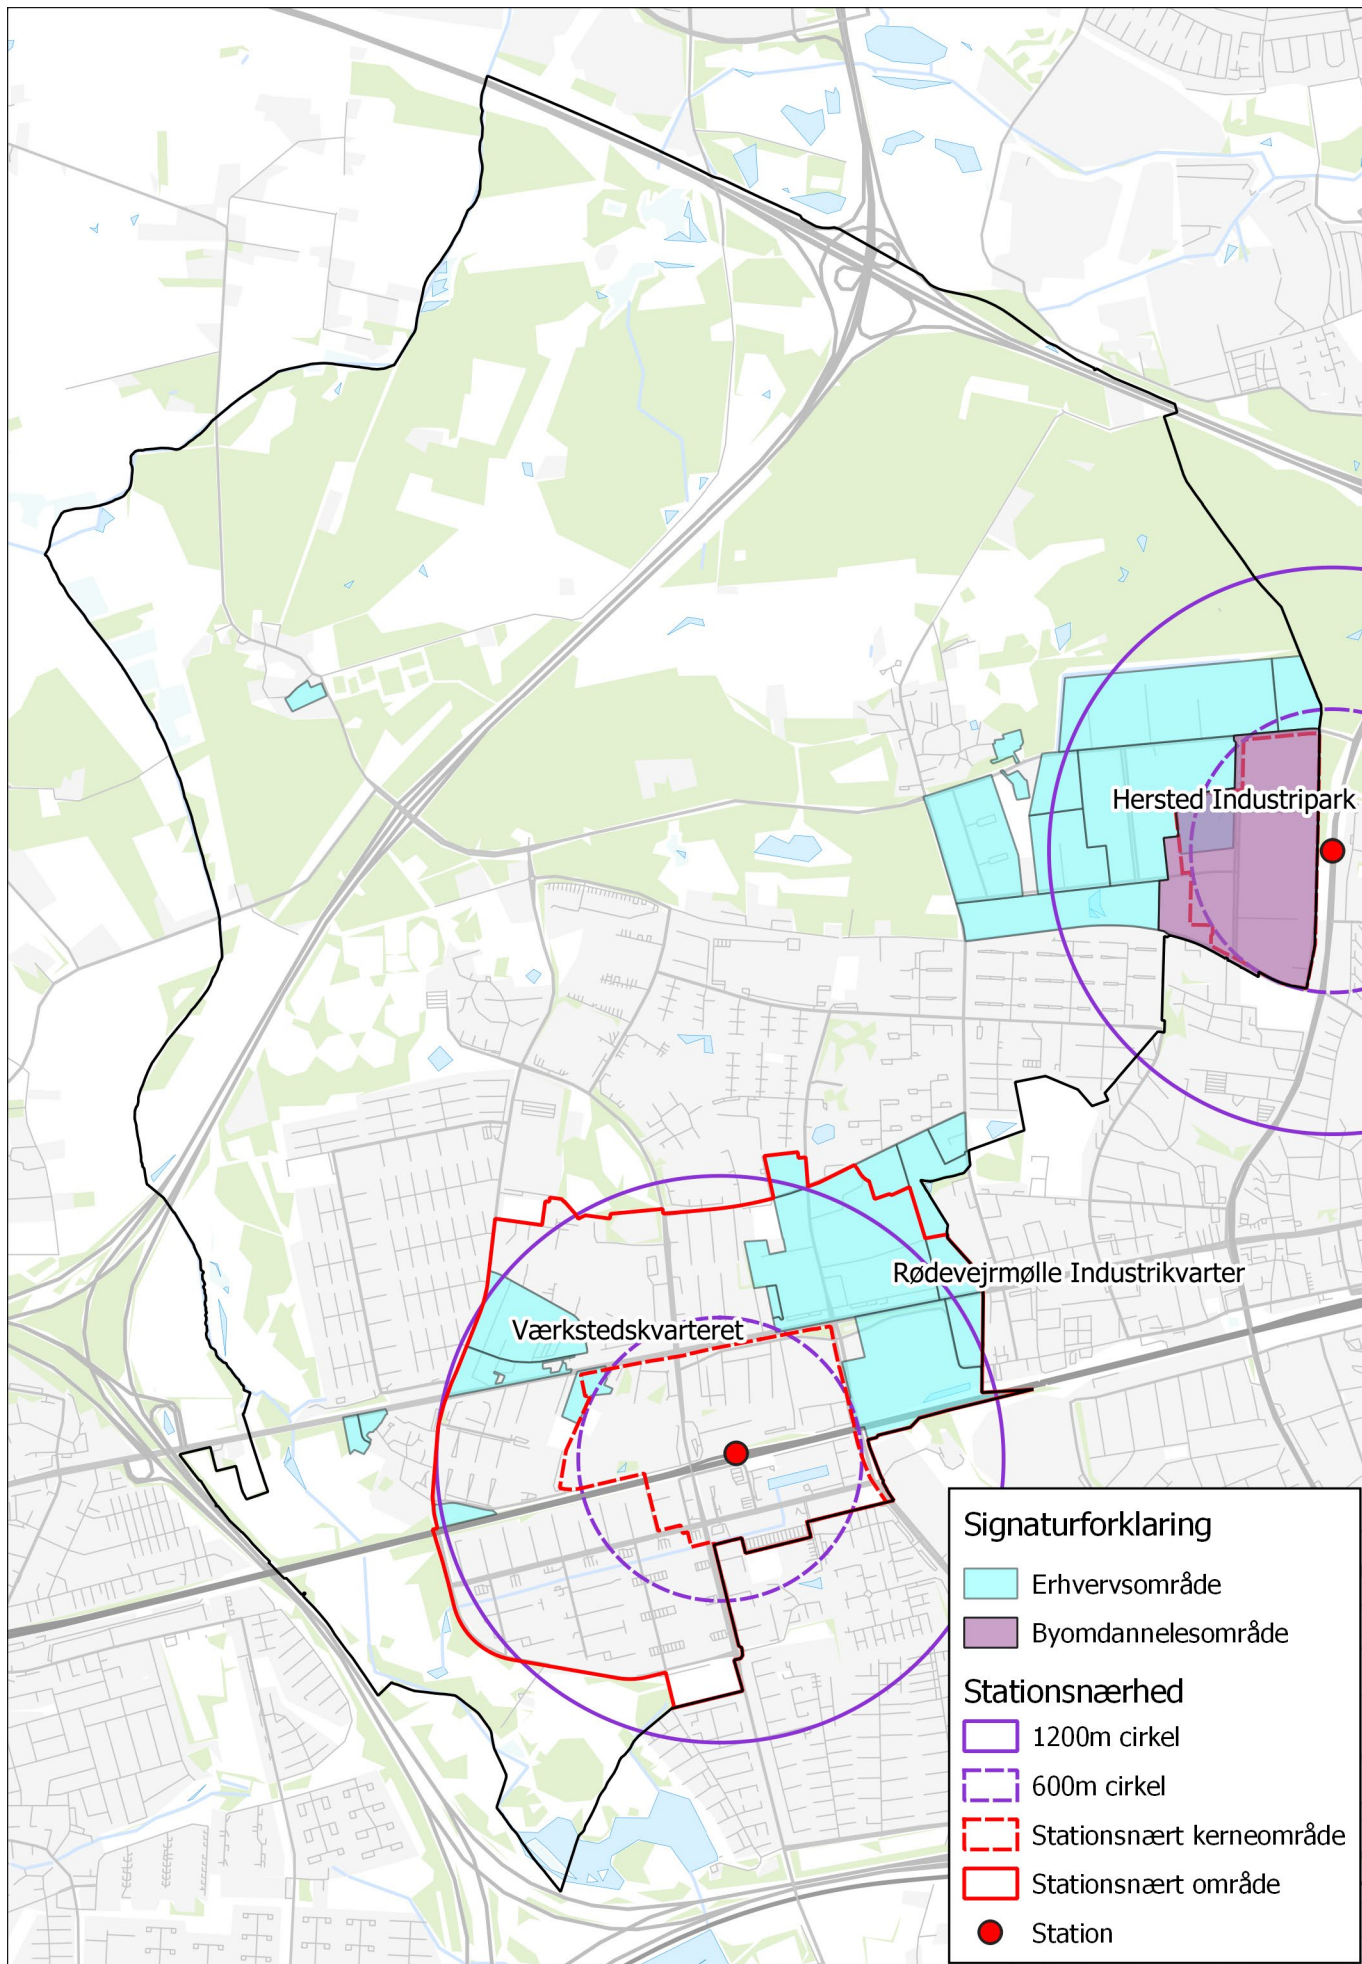 Hersted Industripark
Rødevejrmølle Industrikvarter
Værkstedskvarteret
Signaturforklaring
Erhvervsområde
Byomdannelesområde
Stationsnærhed
1200m cirkel
600m cirkel
Stationsnært kerneområde
Stationsnært område
Station